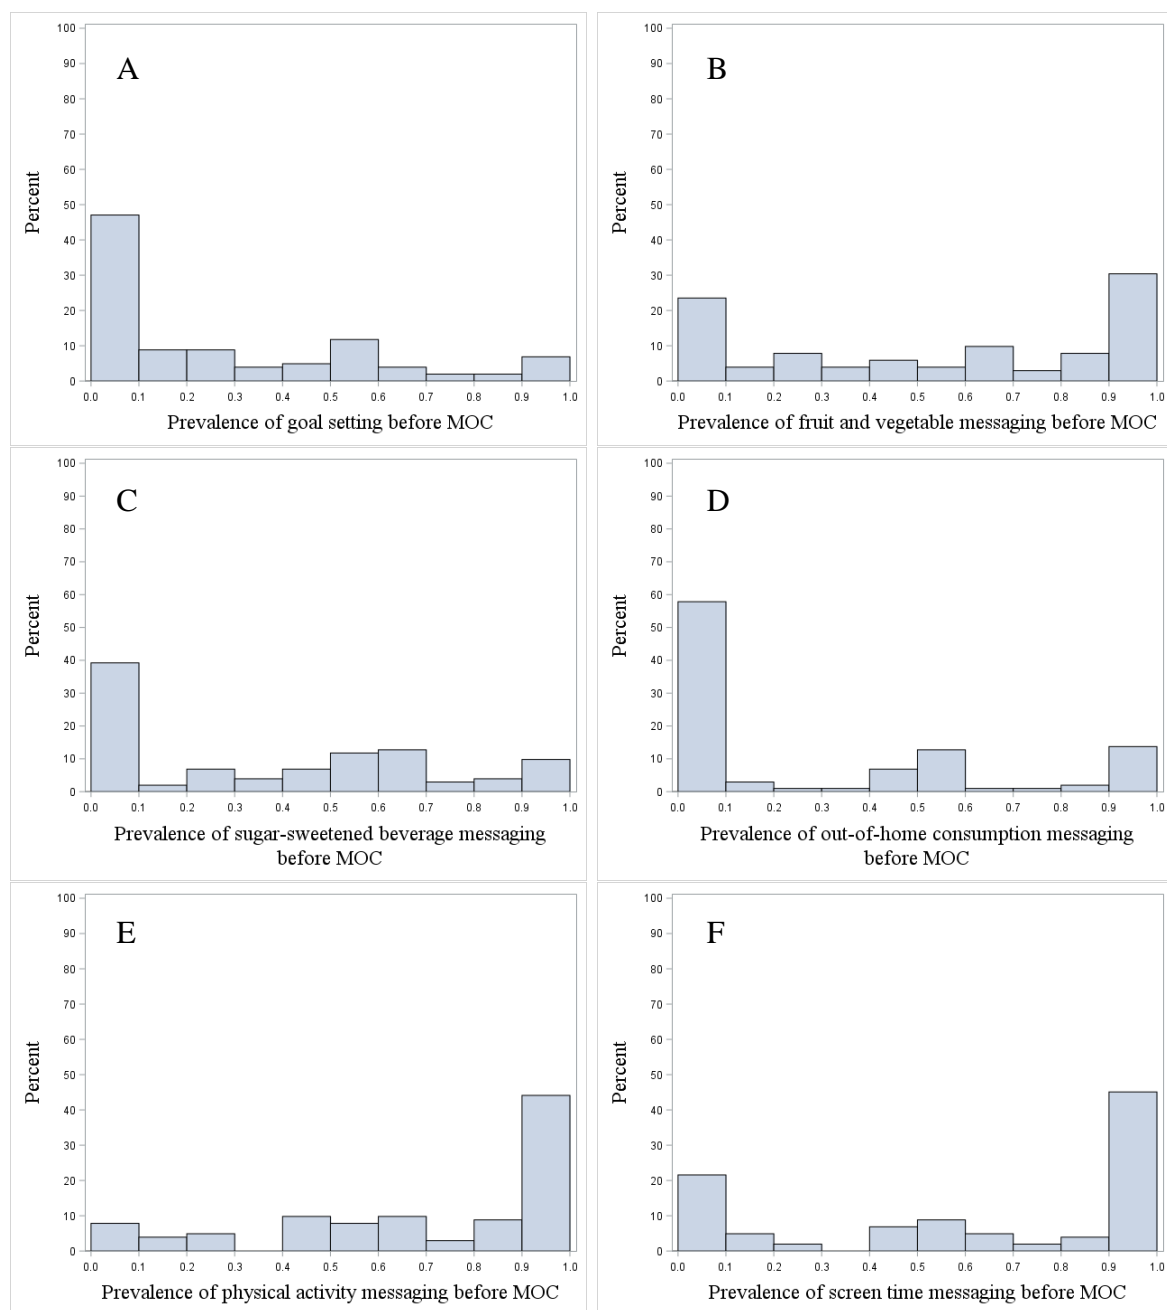 A
Percent
100
90
80
70
60
50
40
30
20
10
0
0.0 0.1 0.2 0.3 0.4 0.5 0.6 0.7 0.8 0.9 1.0
Prevalence of goal setting before MOC
B
Percent
100
90
80
70
60
50
40
30
20
10
0
0.0 0.1 0.2 0.3 0.4 0.5 0.6 0.7 0.8 0.9 1.0
Prevalence of fruit and vegetable messaging before MOC
C
Percent
100
90
80
70
60
50
40
30
20
10
0
0.0 0.1 0.2 0.3 0.4 0.5 0.6 0.7 0.8 0.9 1.0
Prevalence of sugar-sweetened beverage messaging
before MOC
D
Percent
100
90
80
70
60
50
40
30
20
10
0
0.0 0.1 0.2 0.3 0.4 0.5 0.6 0.7 0.8 0.9 1.0
Prevalence of out-of-home consumption messaging
before MOC
E
Percent
100
90
80
70
60
50
40
30
20
10
0
0.0 0.1 0.2 0.3 0.4 0.5 0.6 0.7 0.8 0.9 1.0
Prevalence of physical activity messaging before MOC
F
Percent
100
90
80
70
60
50
40
30
20
10
0
0.0 0.1 0.2 0.3 0.4 0.5 0.6 0.7 0.8 0.9 1.0
Prevalence of screen time messaging before MOC